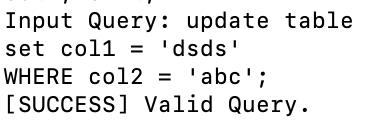 Input Query: update table
set col1 = 'dsds'
WHERE col2 = 'abc';
[SUCCESS] Valid Query.